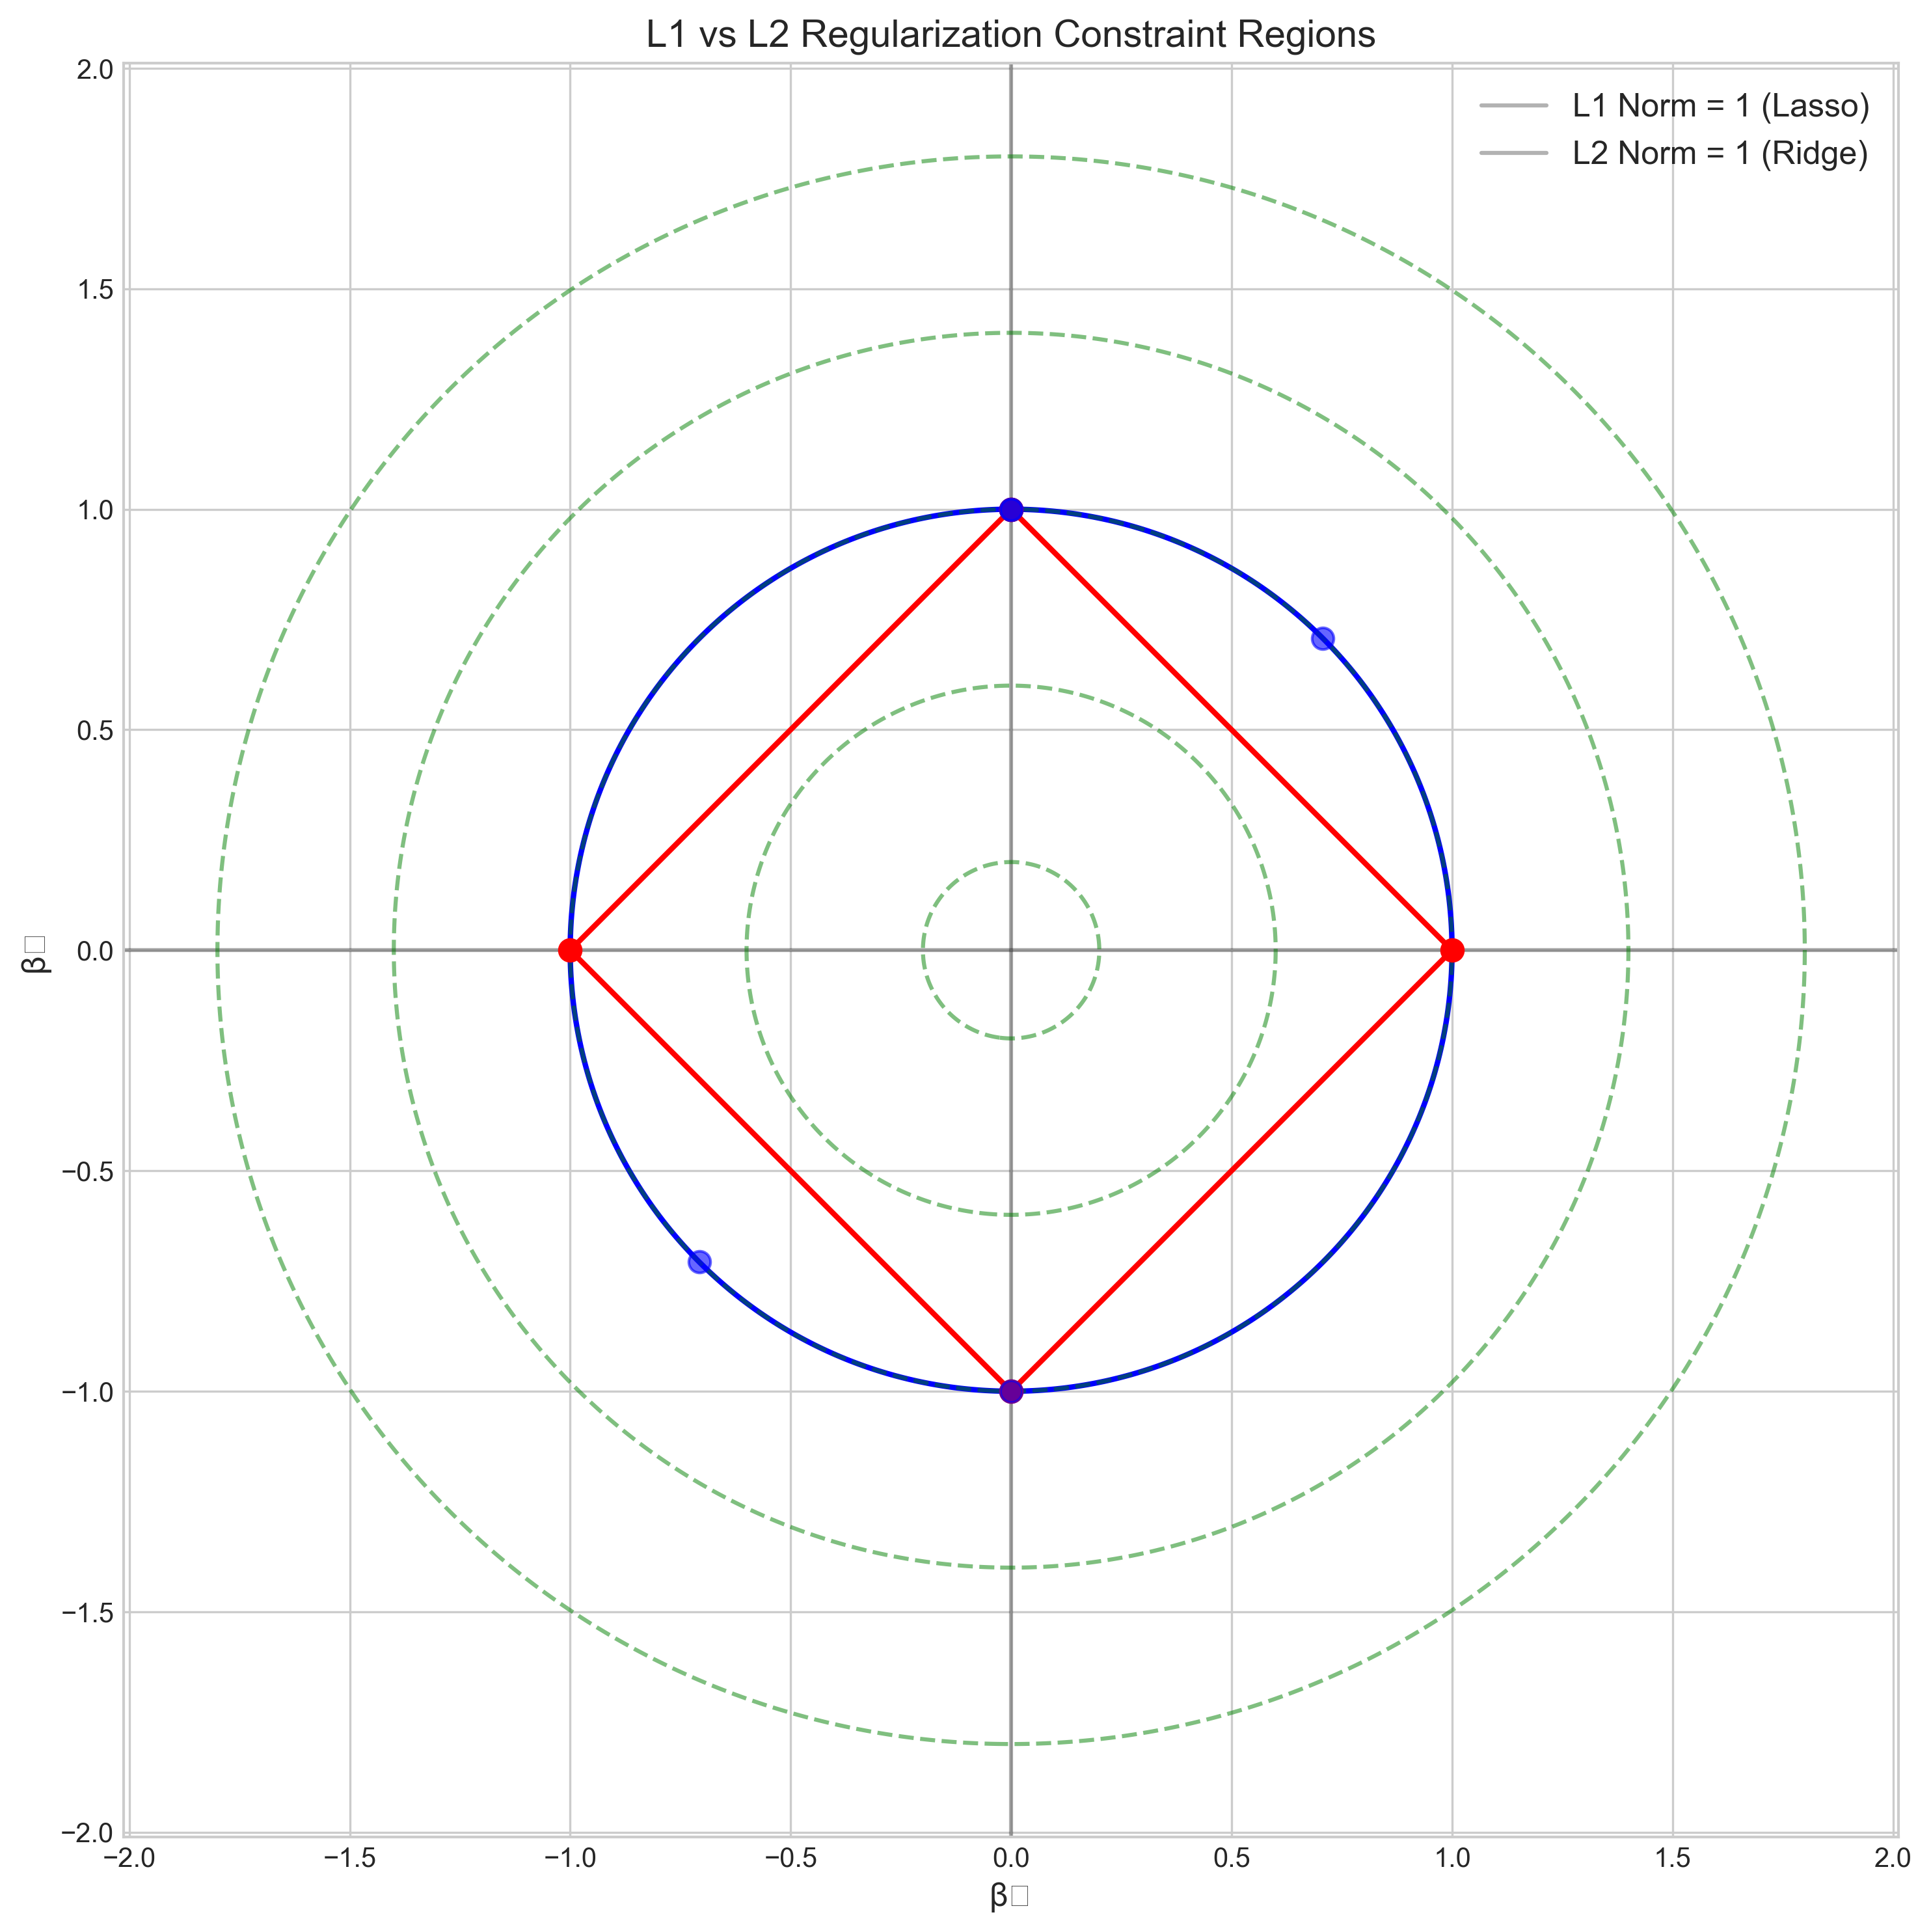 L1 vs L2 Regularization Constraint Regions
L1 Norm = 1 (Lasso)
L2 Norm = 1 (Ridge)
2.0
1.5
1.0
0.5
0.0
−0.5
−1.0
−1.5
−2.0
β□
−2.0 −1.5 −1.0 −0.5 0.0 0.5 1.0 1.5 2.0
β□